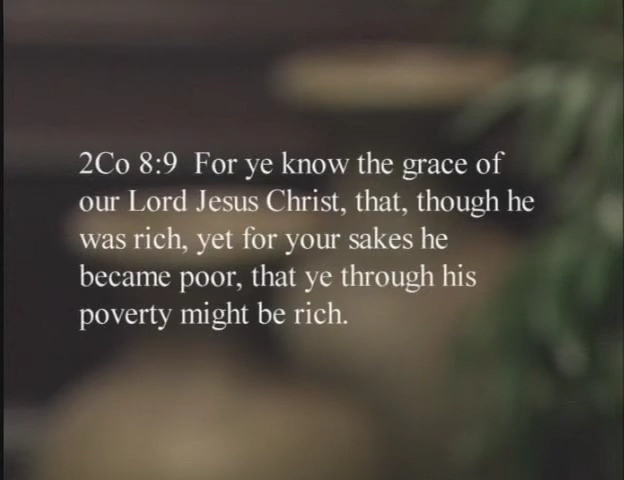 2Co 8:9  For ye know the grace of
our Lord Jesus Christ, that, though he
was rich, yet for your sakes he
became poor, that ye through his
poverty might be rich.